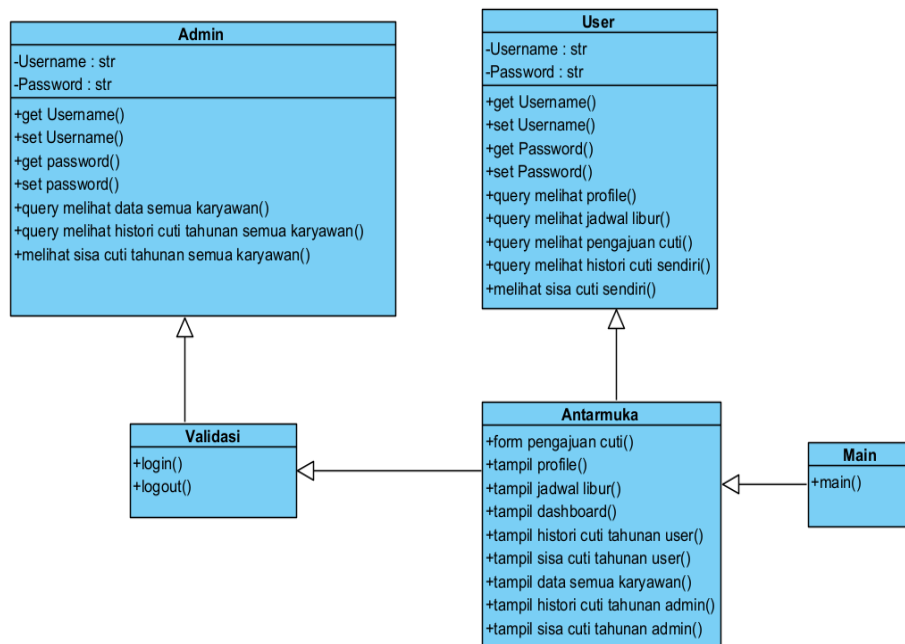 Admin
-Username : str
-Password : str
+get Username()
+set Username()
+get password()
+set password()
+query melihat data semua karyawan()
+query melihat histori cuti tahunan semua karyawan()
+melihat sisa cuti tahunan semua karyawan()
User
-Username : str
-Password : str
+get Username()
+set Username()
+get Password()
+set Password()
+query melihat profile()
+query melihat jadwal libur()
+query melihat pengajuan cuti()
+query melihat histori cuti sendiri()
+melihat sisa cuti sendiri()
Validasi
+login()
+logout()
Antarmuka
+form pengajuan cuti()
+tampil profile()
+tampil jadwal libur()
+tampil dashboard()
+tampil histori cuti tahunan user()
+tampil sisa cuti tahunan user()
+tampil data semua karyawan()
+tampil histori cuti tahunan admin()
+tampil sisa cuti tahunan admin()
Main
+main()